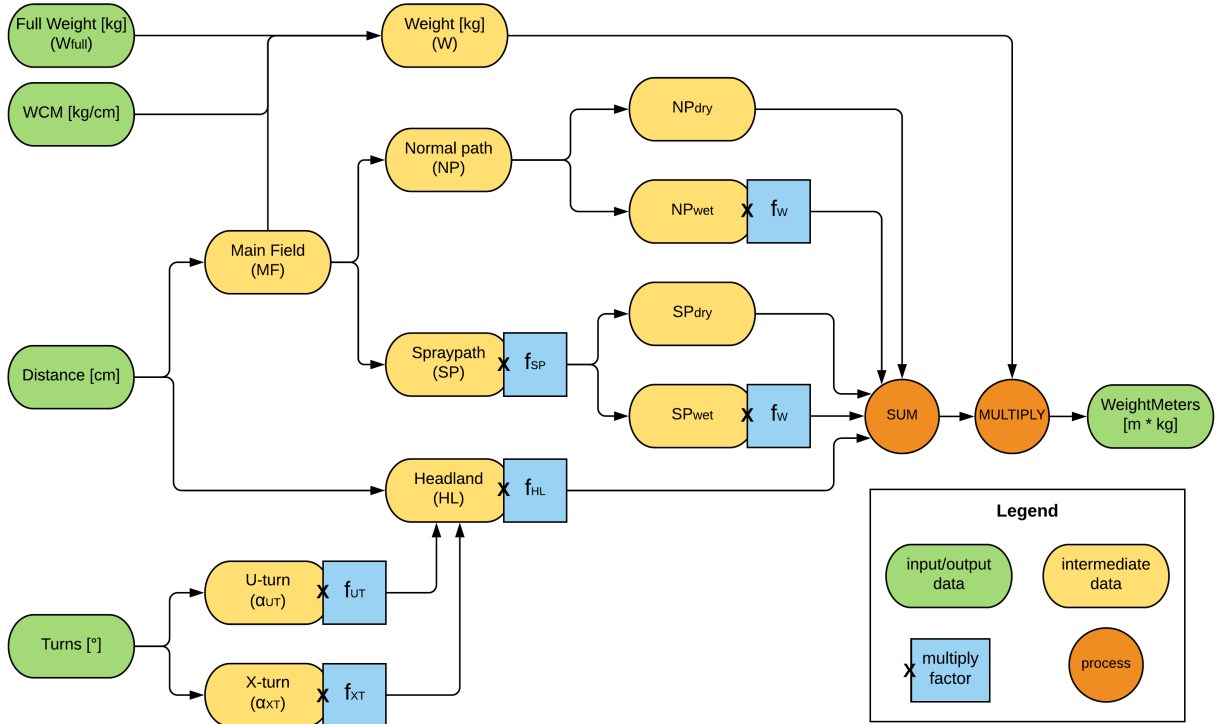 Full Weight [kg]
(Wfull)
Weight [kg]
(W)
WCM [kg/cm]
NPdry
Normal path
(NP)
NPwet
x
fW
Main Field
(MF)
SPdry
Spraypath
(SP)
x
fSP
Distance [cm]
SPwet
x
fW
SUM
MULTIPLY
WeightMeters
[m * kg]
Headland
(HL)
x
fHL
U-turn
(αUT)
x
fUT
Turns [°]
X-turn
(αXT)
x
fXT
Legend
input/output
data
intermediate
data
x
multiply
factor
process